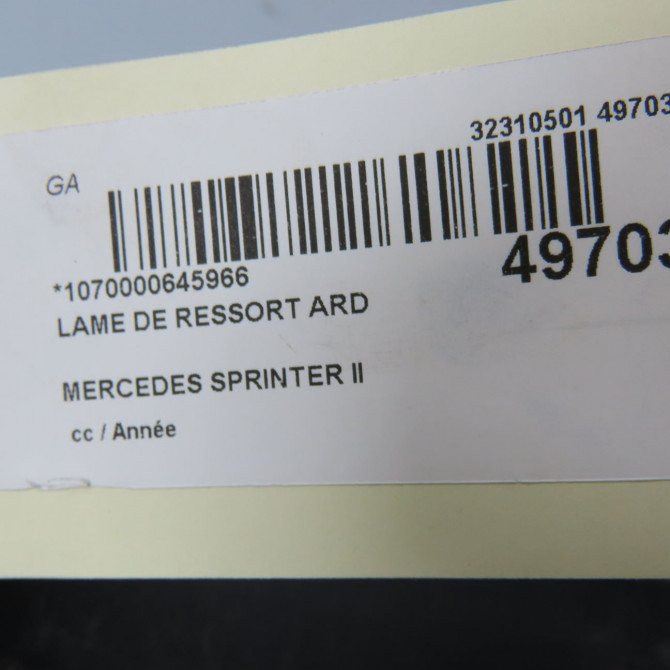 32310501 49703
GA
49703
*1070000645966
LAME DE RESSORT ARD
MERCEDES SPRINTER II
cc / Année